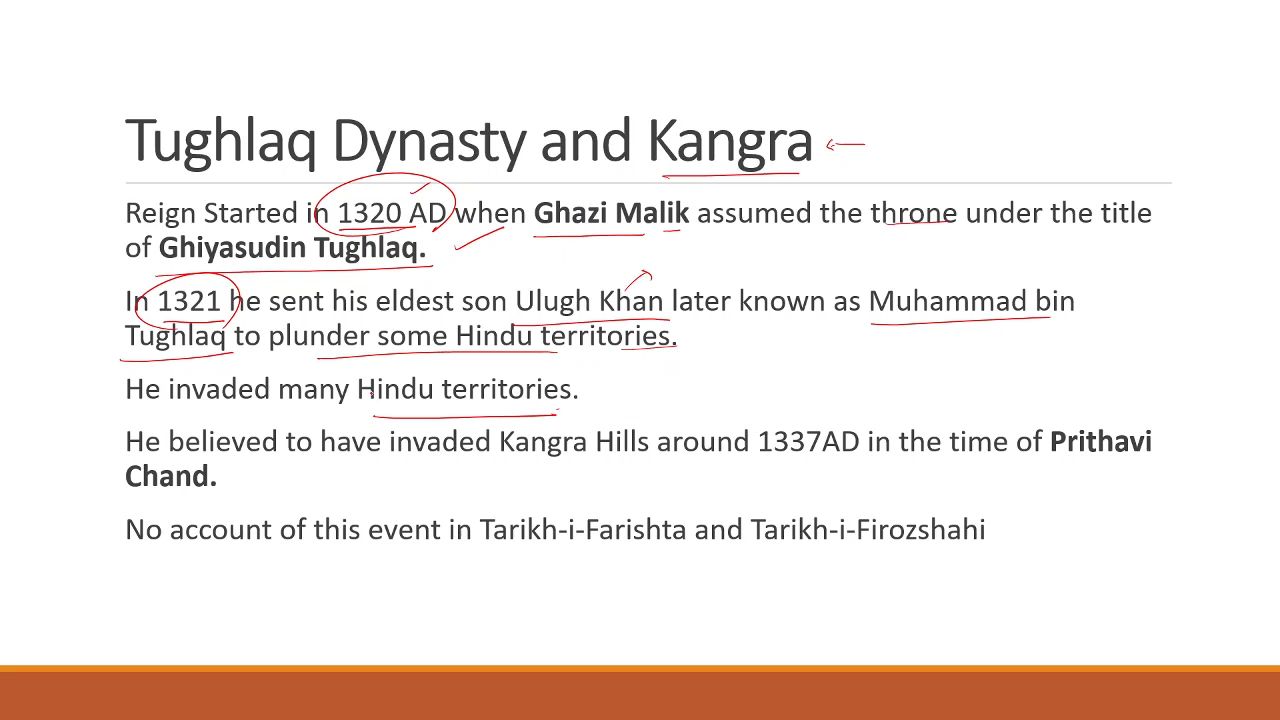 Tughlaq Dynasty and Kangra
Reign Started in 1320 AD when Ghazi Malik assumed the throne under the title
of Ghiyasudin Tughlaq.
In 1321 he sent his eldest son Ulugh Khan later known as Muhammad bin
Tughlaq to plunder some Hindu territories.
He invaded many Hindu territories.
He believed to have invaded Kangra Hills around 1337AD in the time of Prithavi
Chand.
No account of this event in Tarikh-i-Farishta and Tarikh-i-Firozshahi